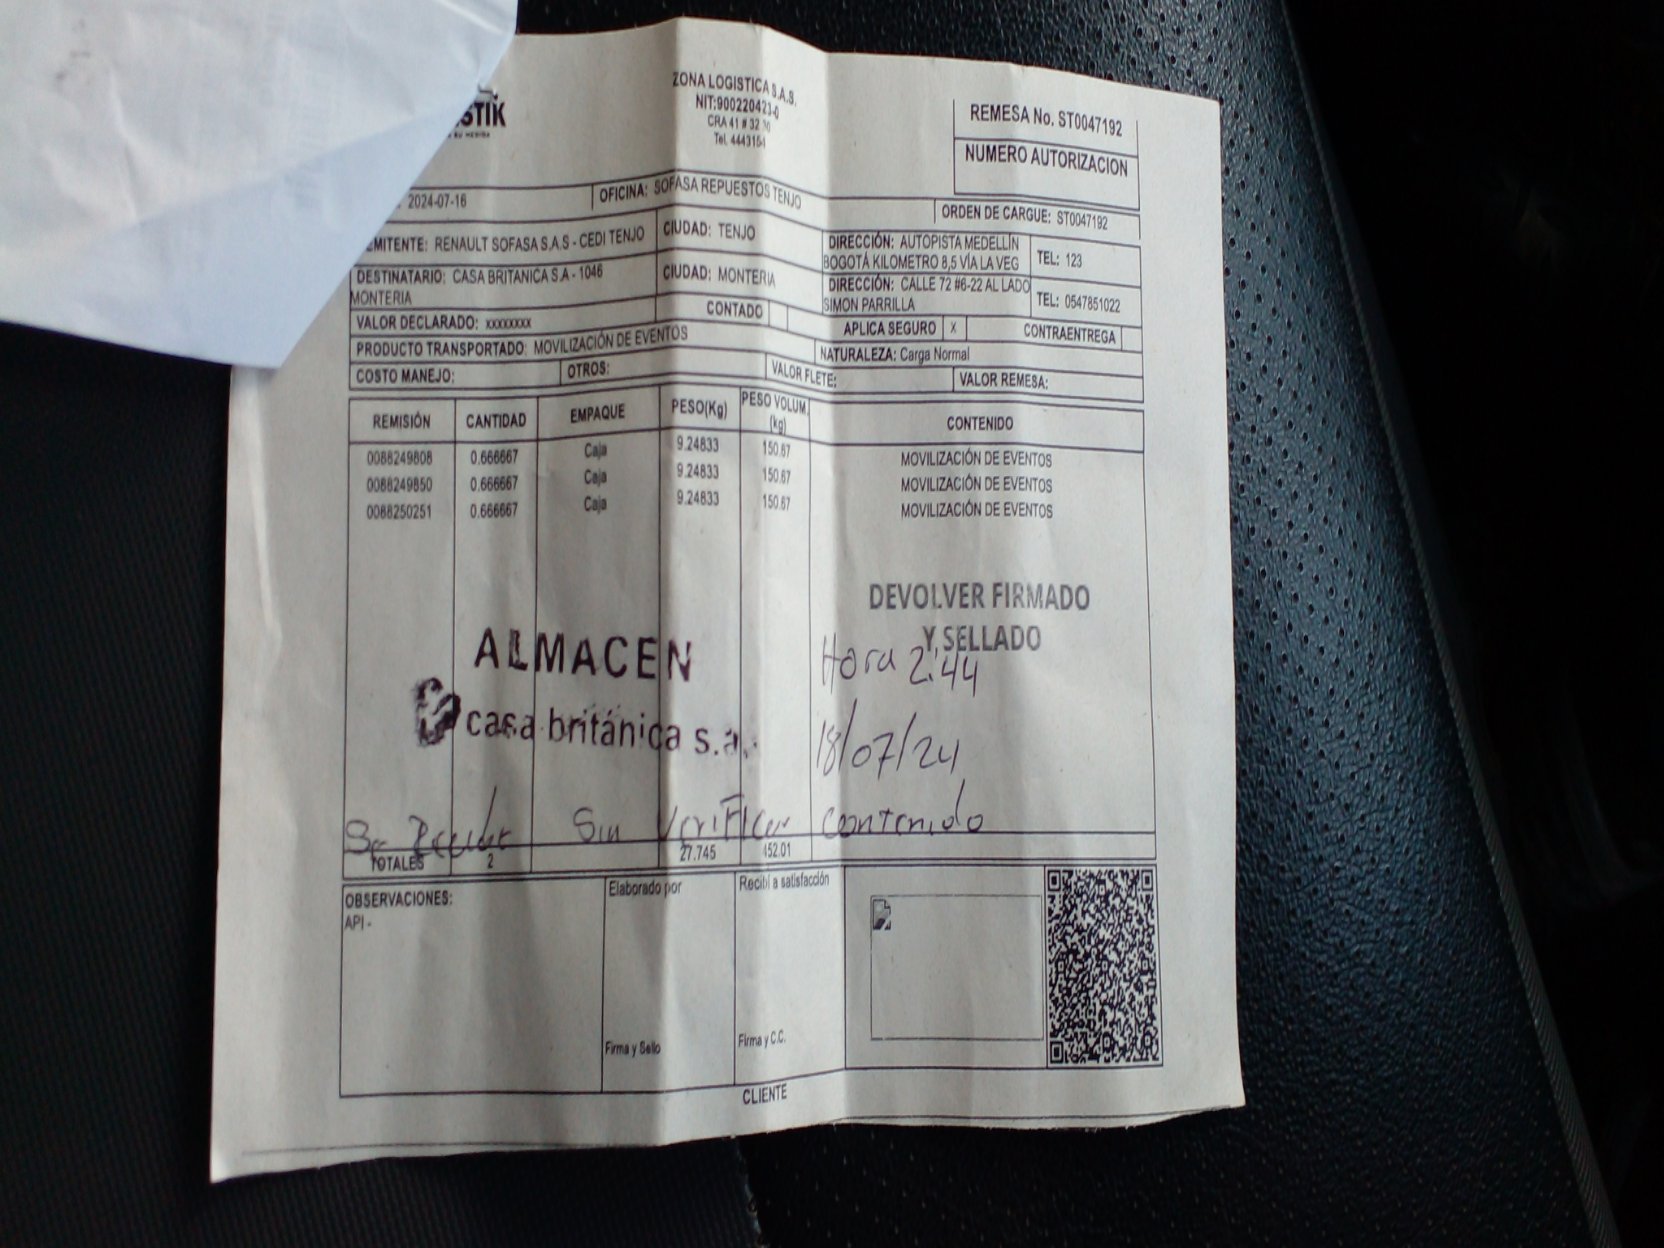 STIK
SU MEDIDA
ZONA LOGISTICA S.A.S.
NIT:900220423-0
CRA 41 # 32
Tel. 444315
REMESA No. ST0047192
NUMERO AUTORIZACION
2024-07-16
OFICINA: SOFASA REPUESTOS TENJO
ORDEN DE CARGUE: ST0047192
MITENTE: RENAULT SOFASA S.A.S - CEDI TENJO
CIUDAD: TENJO
DIRECCIÓN: AUTOPISTA MEDELLÍN
BOGOTÁ KILOMETRO 8,5 VÍA LA VEG
TEL: 123
DESTINATARIO: CASA BRITANICA S.A - 1046
MONTERIA
CIUDAD: MONTERIA
DIRECCIÓN: CALLE 72 #6-22 AL LADO
SIMON PARRILLA
TEL: 0547851022
VALOR DECLARADO: xxxxxxxx
CONTADO
APLICA SEGURO X
CONTRAENTREGA
PRODUCTO TRANSPORTADO: MOVILIZACIÓN DE EVENTOS
NATURALEZA: Carga Normal
COSTO MANEJO:
OTROS:
VALOR FLETE:
VALOR REMESA:
REMISIÓN CANTIDAD EMPAQUE PESO(Kg) PESO VOLUM. (kg) CONTENIDO
0088249808 0.666667 Caja 9.24833 150.67 MOVILIZACIÓN DE EVENTOS
0088249850 0.666667 Caja 9.24833 150.67 MOVILIZACIÓN DE EVENTOS
0088250251 0.666667 Caja 9.24833 150.67 MOVILIZACIÓN DE EVENTOS
DEVOLVER FIRMADO
Y SELLADO
ALMACEN
casa británica s.a.
Hora 2:44
18/07/24
Se Recibe Sin Verificar contenido
TOTALES 2 27.745 452.01
OBSERVACIONES:
API -
Elaborado por
Firma y Sello
Recibí a satisfacción
Firma y C.C.
CLIENTE